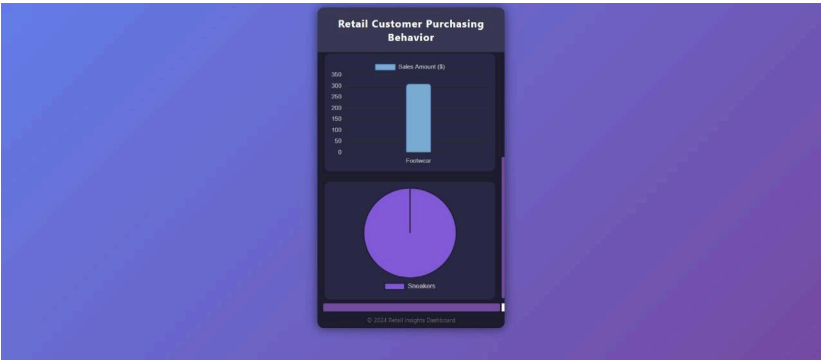 Retail Customer Purchasing
Behavior
Sales Amount ($)
350
300
250
200
150
100
50
0
Footwear
Sneakers
© 2024 Retail Insights Dashboard